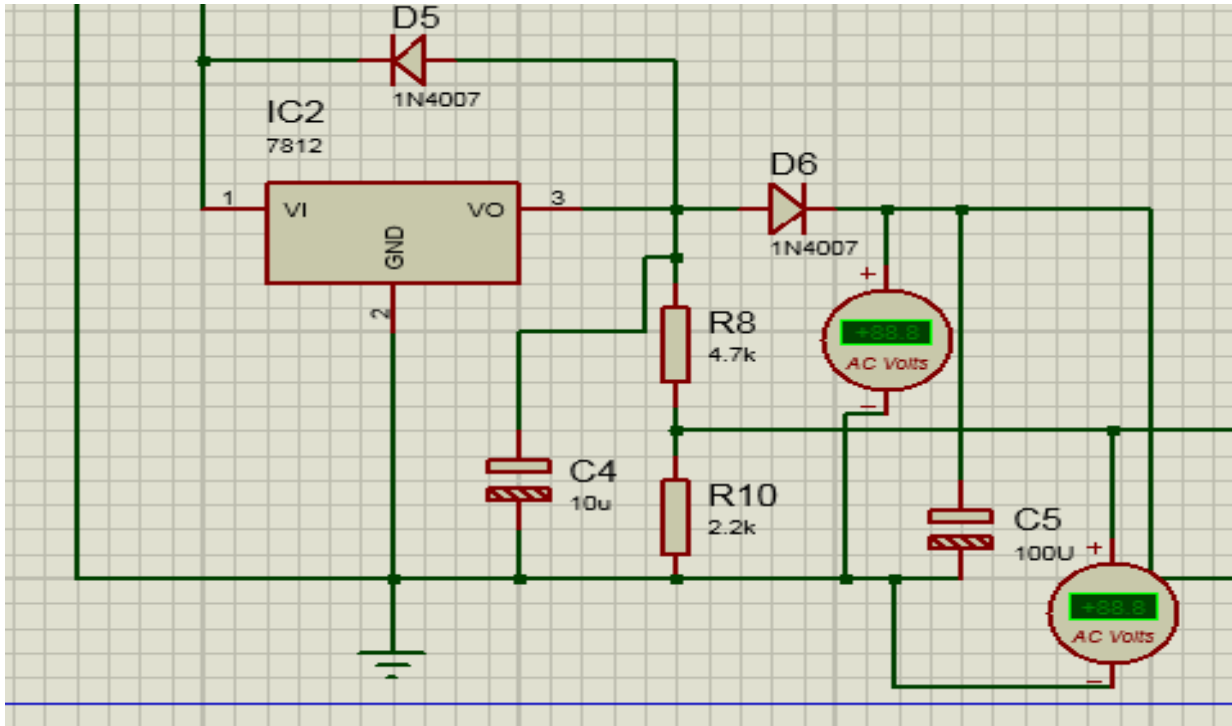 D5
1N4007
IC2
7812
1
VI
VO
3
GND
2
D6
1N4007
+
+88.8
AC Volts
−
R8
4.7k
C4
10u
R10
2.2k
C5
100U
+
+88.8
AC Volts
−